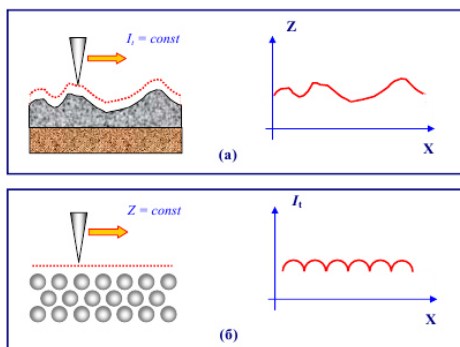 I_t = const
Z
X
(а)
Z = const
I_t
X
(б)